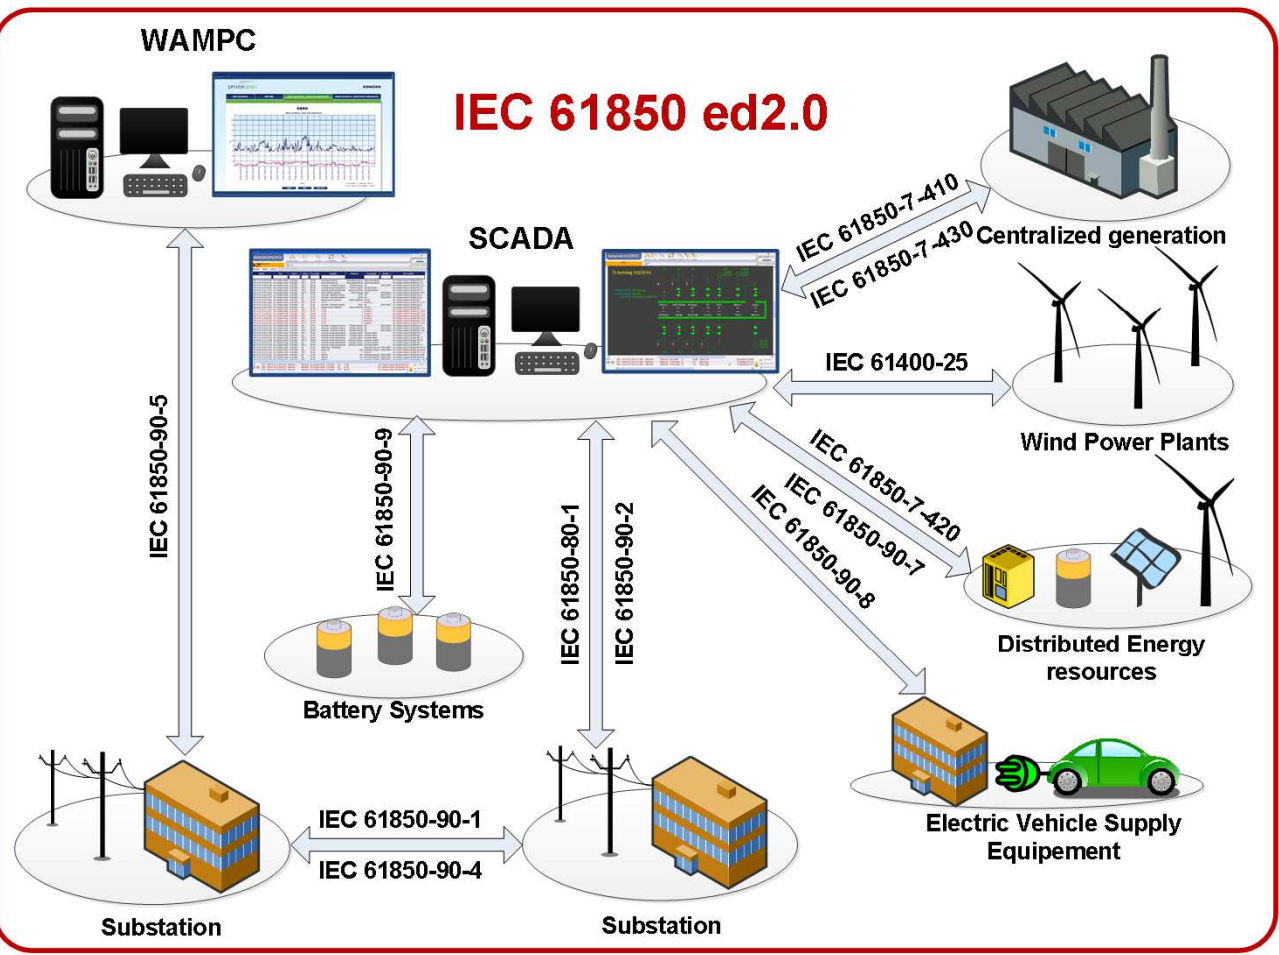 WAMPC
IEC 61850 ed2.0
SCADA
IEC 61850-7-410
IEC 61850-7-430
Centralized generation
IEC 61400-25
Wind Power Plants
IEC 61850-90-5
IEC 61850-90-9
IEC 61850-80-1
IEC 61850-90-2
IEC 61850-7-420
IEC 61850-90-7
IEC 61850-90-8
Distributed Energy
resources
Battery Systems
Electric Vehicle Supply
Equipement
IEC 61850-90-1
IEC 61850-90-4
Substation
Substation